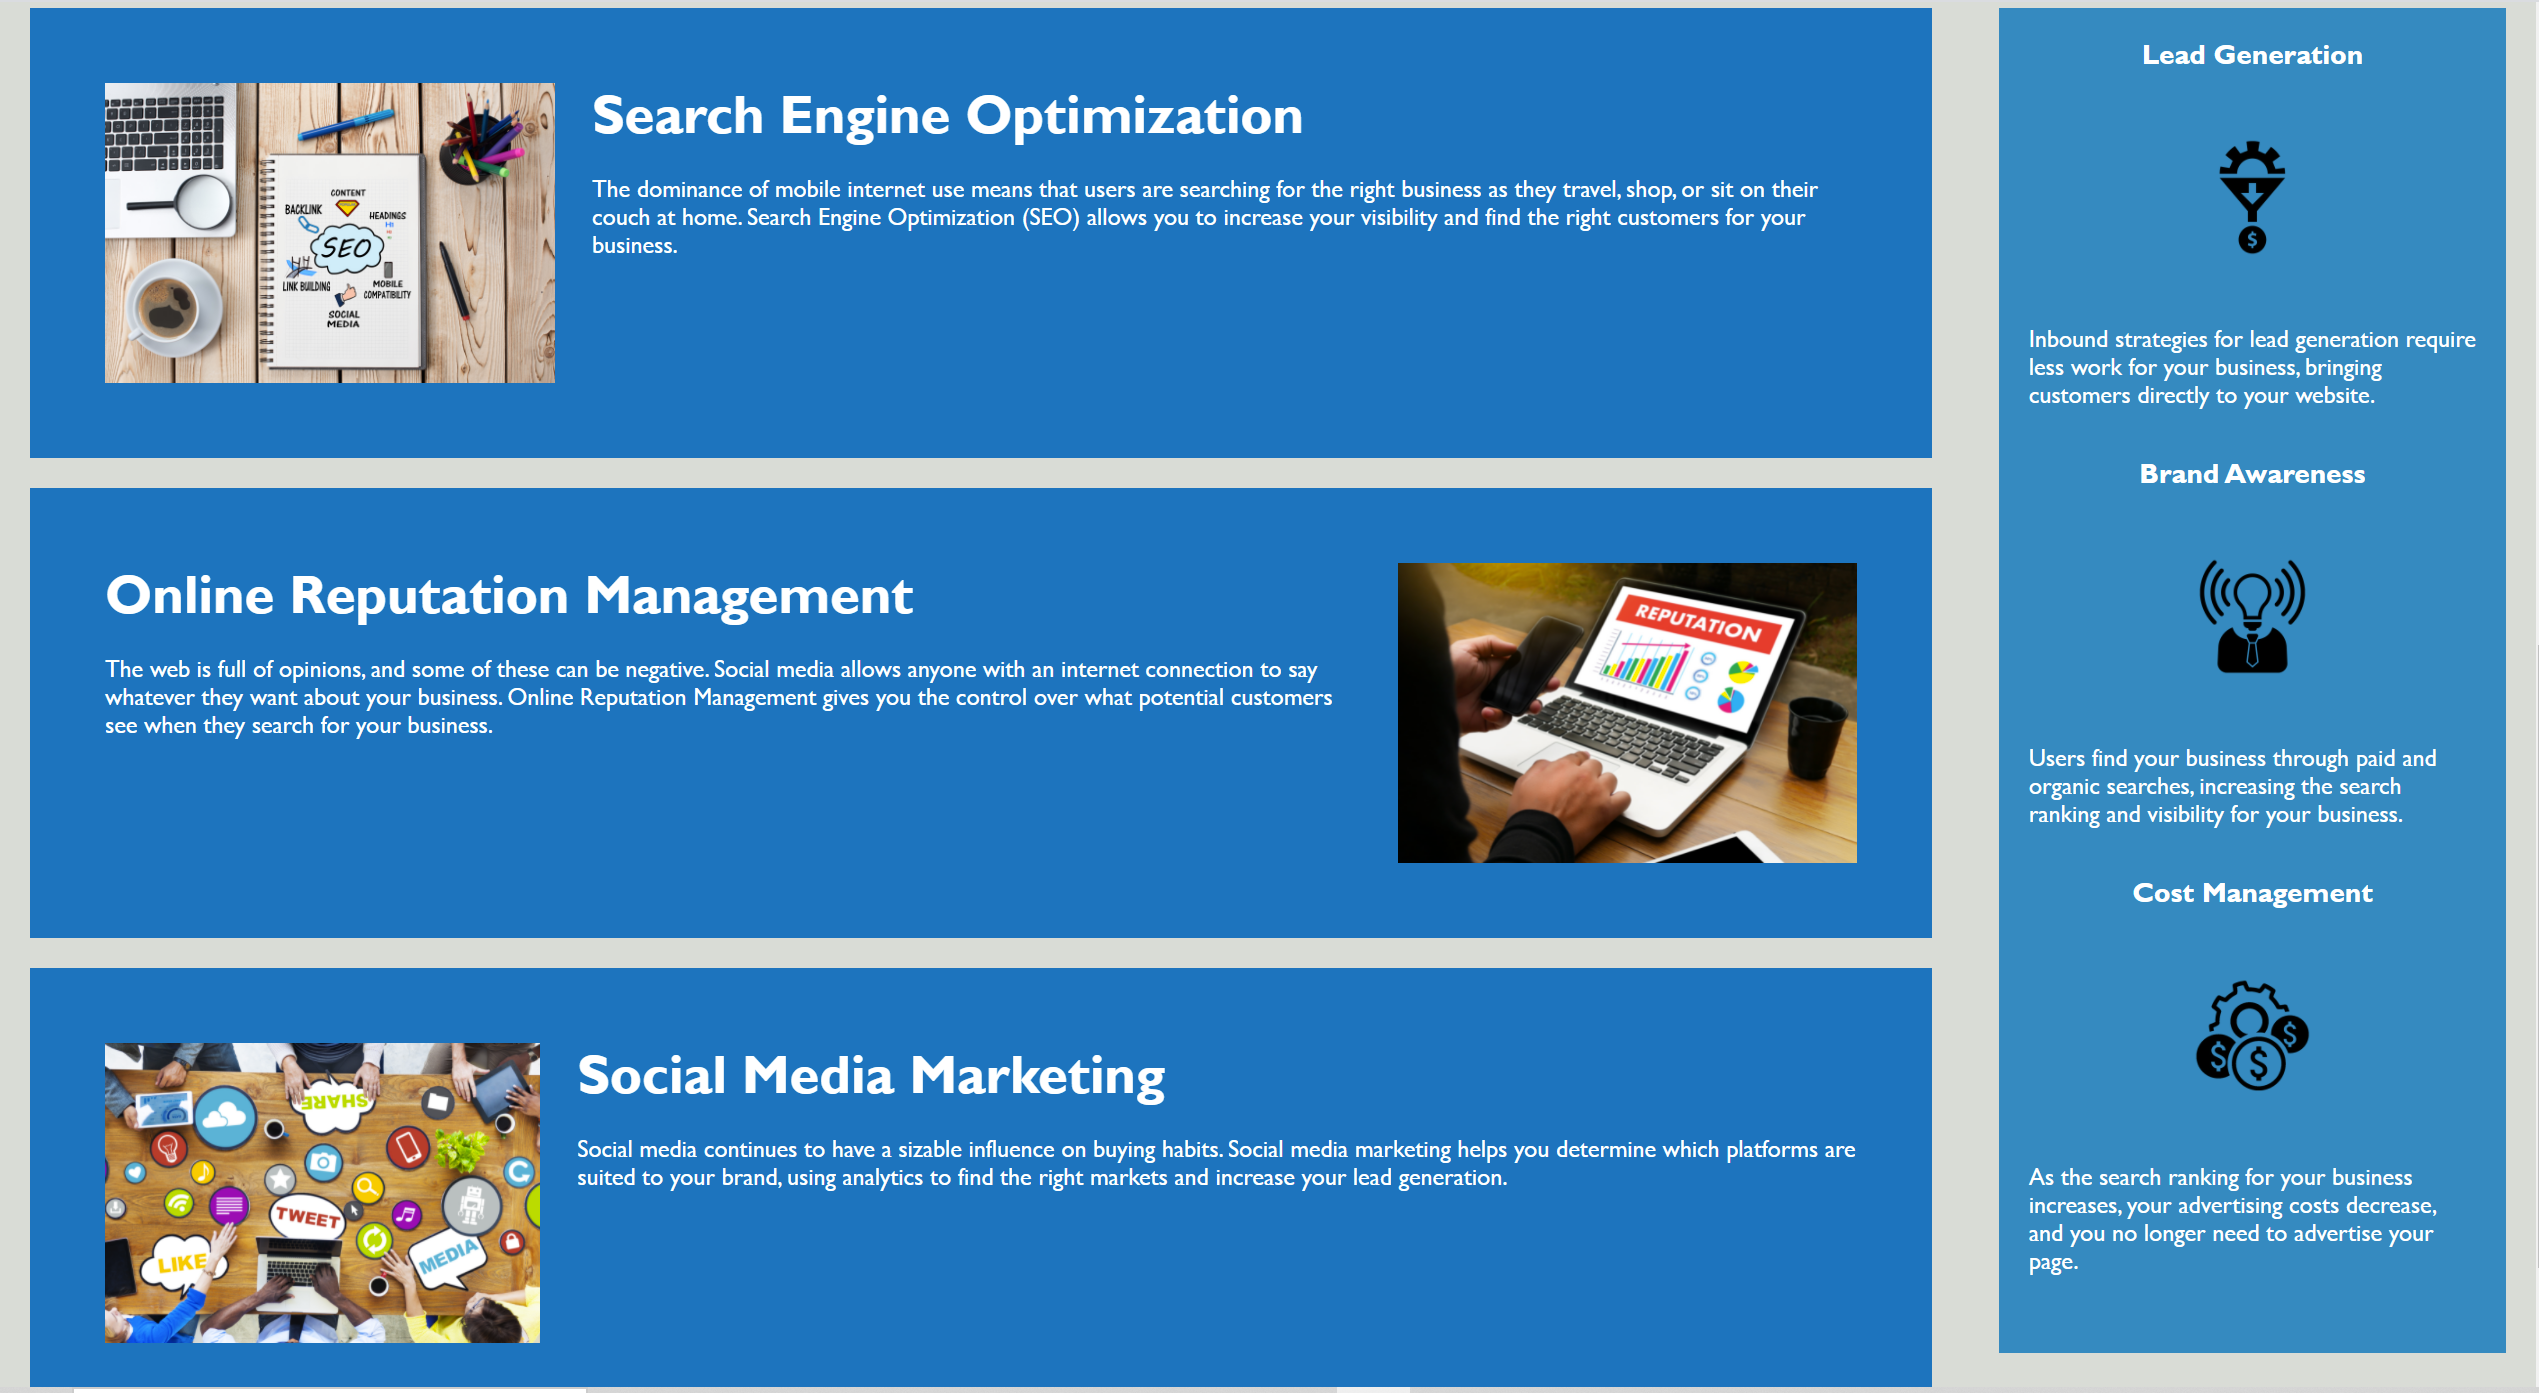 Search Engine Optimization
The dominance of mobile internet use means that users are searching for the right business as they travel, shop, or sit on their
couch at home. Search Engine Optimization (SEO) allows you to increase your visibility and find the right customers for your
business.
CONTENT
BACKLINK
HEADINGS
H1
SEO
LINK BUILDING
MOBILE
COMPATIBILITY
SOCIAL
MEDIA
Online Reputation Management
The web is full of opinions, and some of these can be negative. Social media allows anyone with an internet connection to say
whatever they want about your business. Online Reputation Management gives you the control over what potential customers
see when they search for your business.
REPUTATION
Social Media Marketing
Social media continues to have a sizable influence on buying habits. Social media marketing helps you determine which platforms are
suited to your brand, using analytics to find the right markets and increase your lead generation.
SHARE
TWEET
LIKE
MEDIA
Lead Generation
$
Inbound strategies for lead generation require
less work for your business, bringing
customers directly to your website.
Brand Awareness
Users find your business through paid and
organic searches, increasing the search
ranking and visibility for your business.
Cost Management
$ $ $
As the search ranking for your business
increases, your advertising costs decrease,
and you no longer need to advertise your
page.